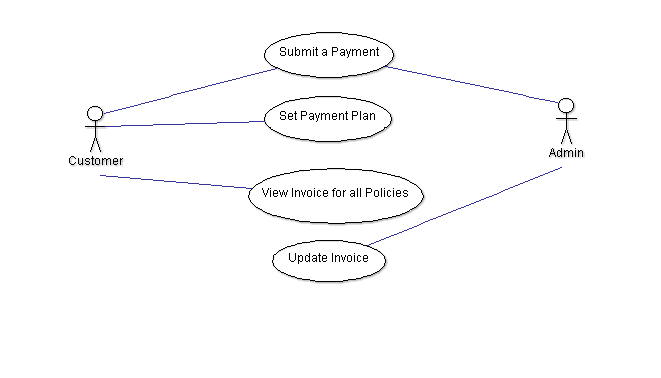 Submit a Payment
Set Payment Plan
Customer
Admin
View Invoice for all Policies
Update Invoice